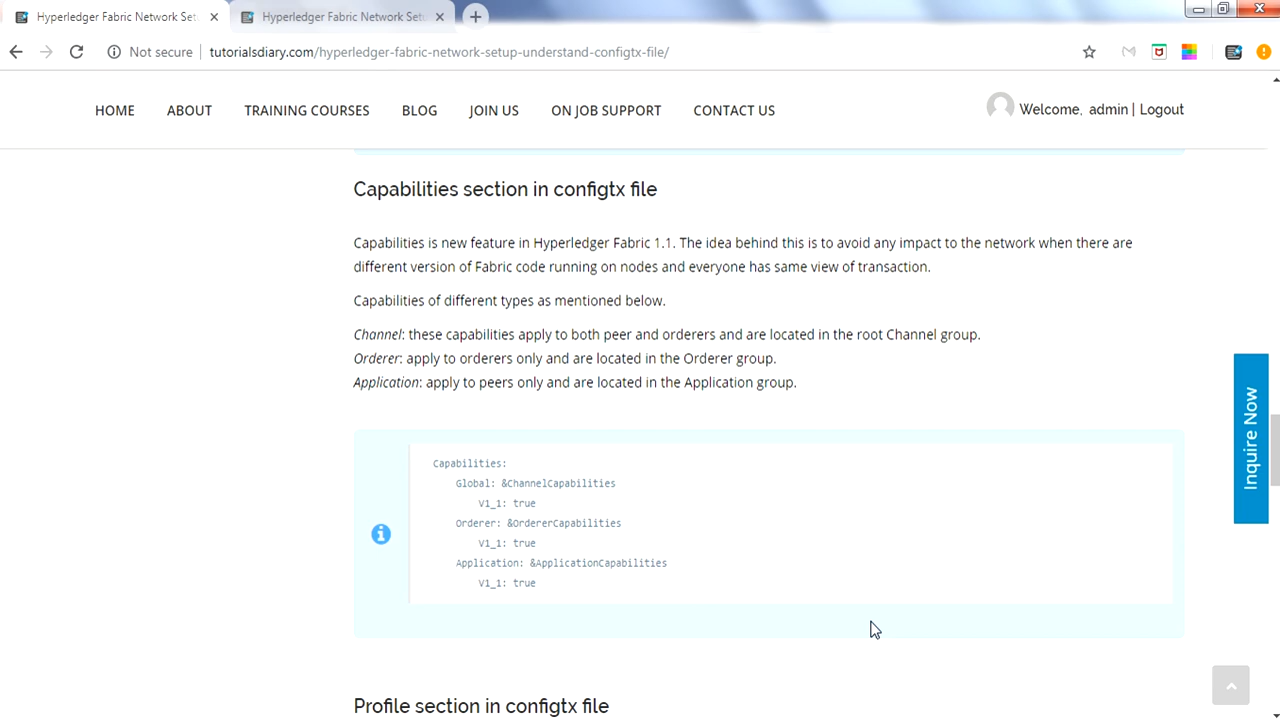 Hyperledger Fabric Network Set
Hyperledger Fabric Network Set
Not secure
tutorialsdiary.com/hyperledger-fabric-network-setup-understand-configtx-file/
HOME ABOUT TRAINING COURSES BLOG JOIN US ON JOB SUPPORT CONTACT US
Welcome, admin | Logout
Capabilities section in configtx file
Capabilities is new feature in Hyperledger Fabric 1.1. The idea behind this is to avoid any impact to the network when there are
different version of Fabric code running on nodes and everyone has same view of transaction.
Capabilities of different types as mentioned below.
Channel: these capabilities apply to both peer and orderers and are located in the root Channel group.
Orderer: apply to orderers only and are located in the Orderer group.
Application: apply to peers only and are located in the Application group.
Capabilities:
Global: &ChannelCapabilities
V1_1: true
Orderer: &OrdererCapabilities
V1_1: true
Application: &ApplicationCapabilities
V1_1: true
Inquire Now
Profile section in configtx file